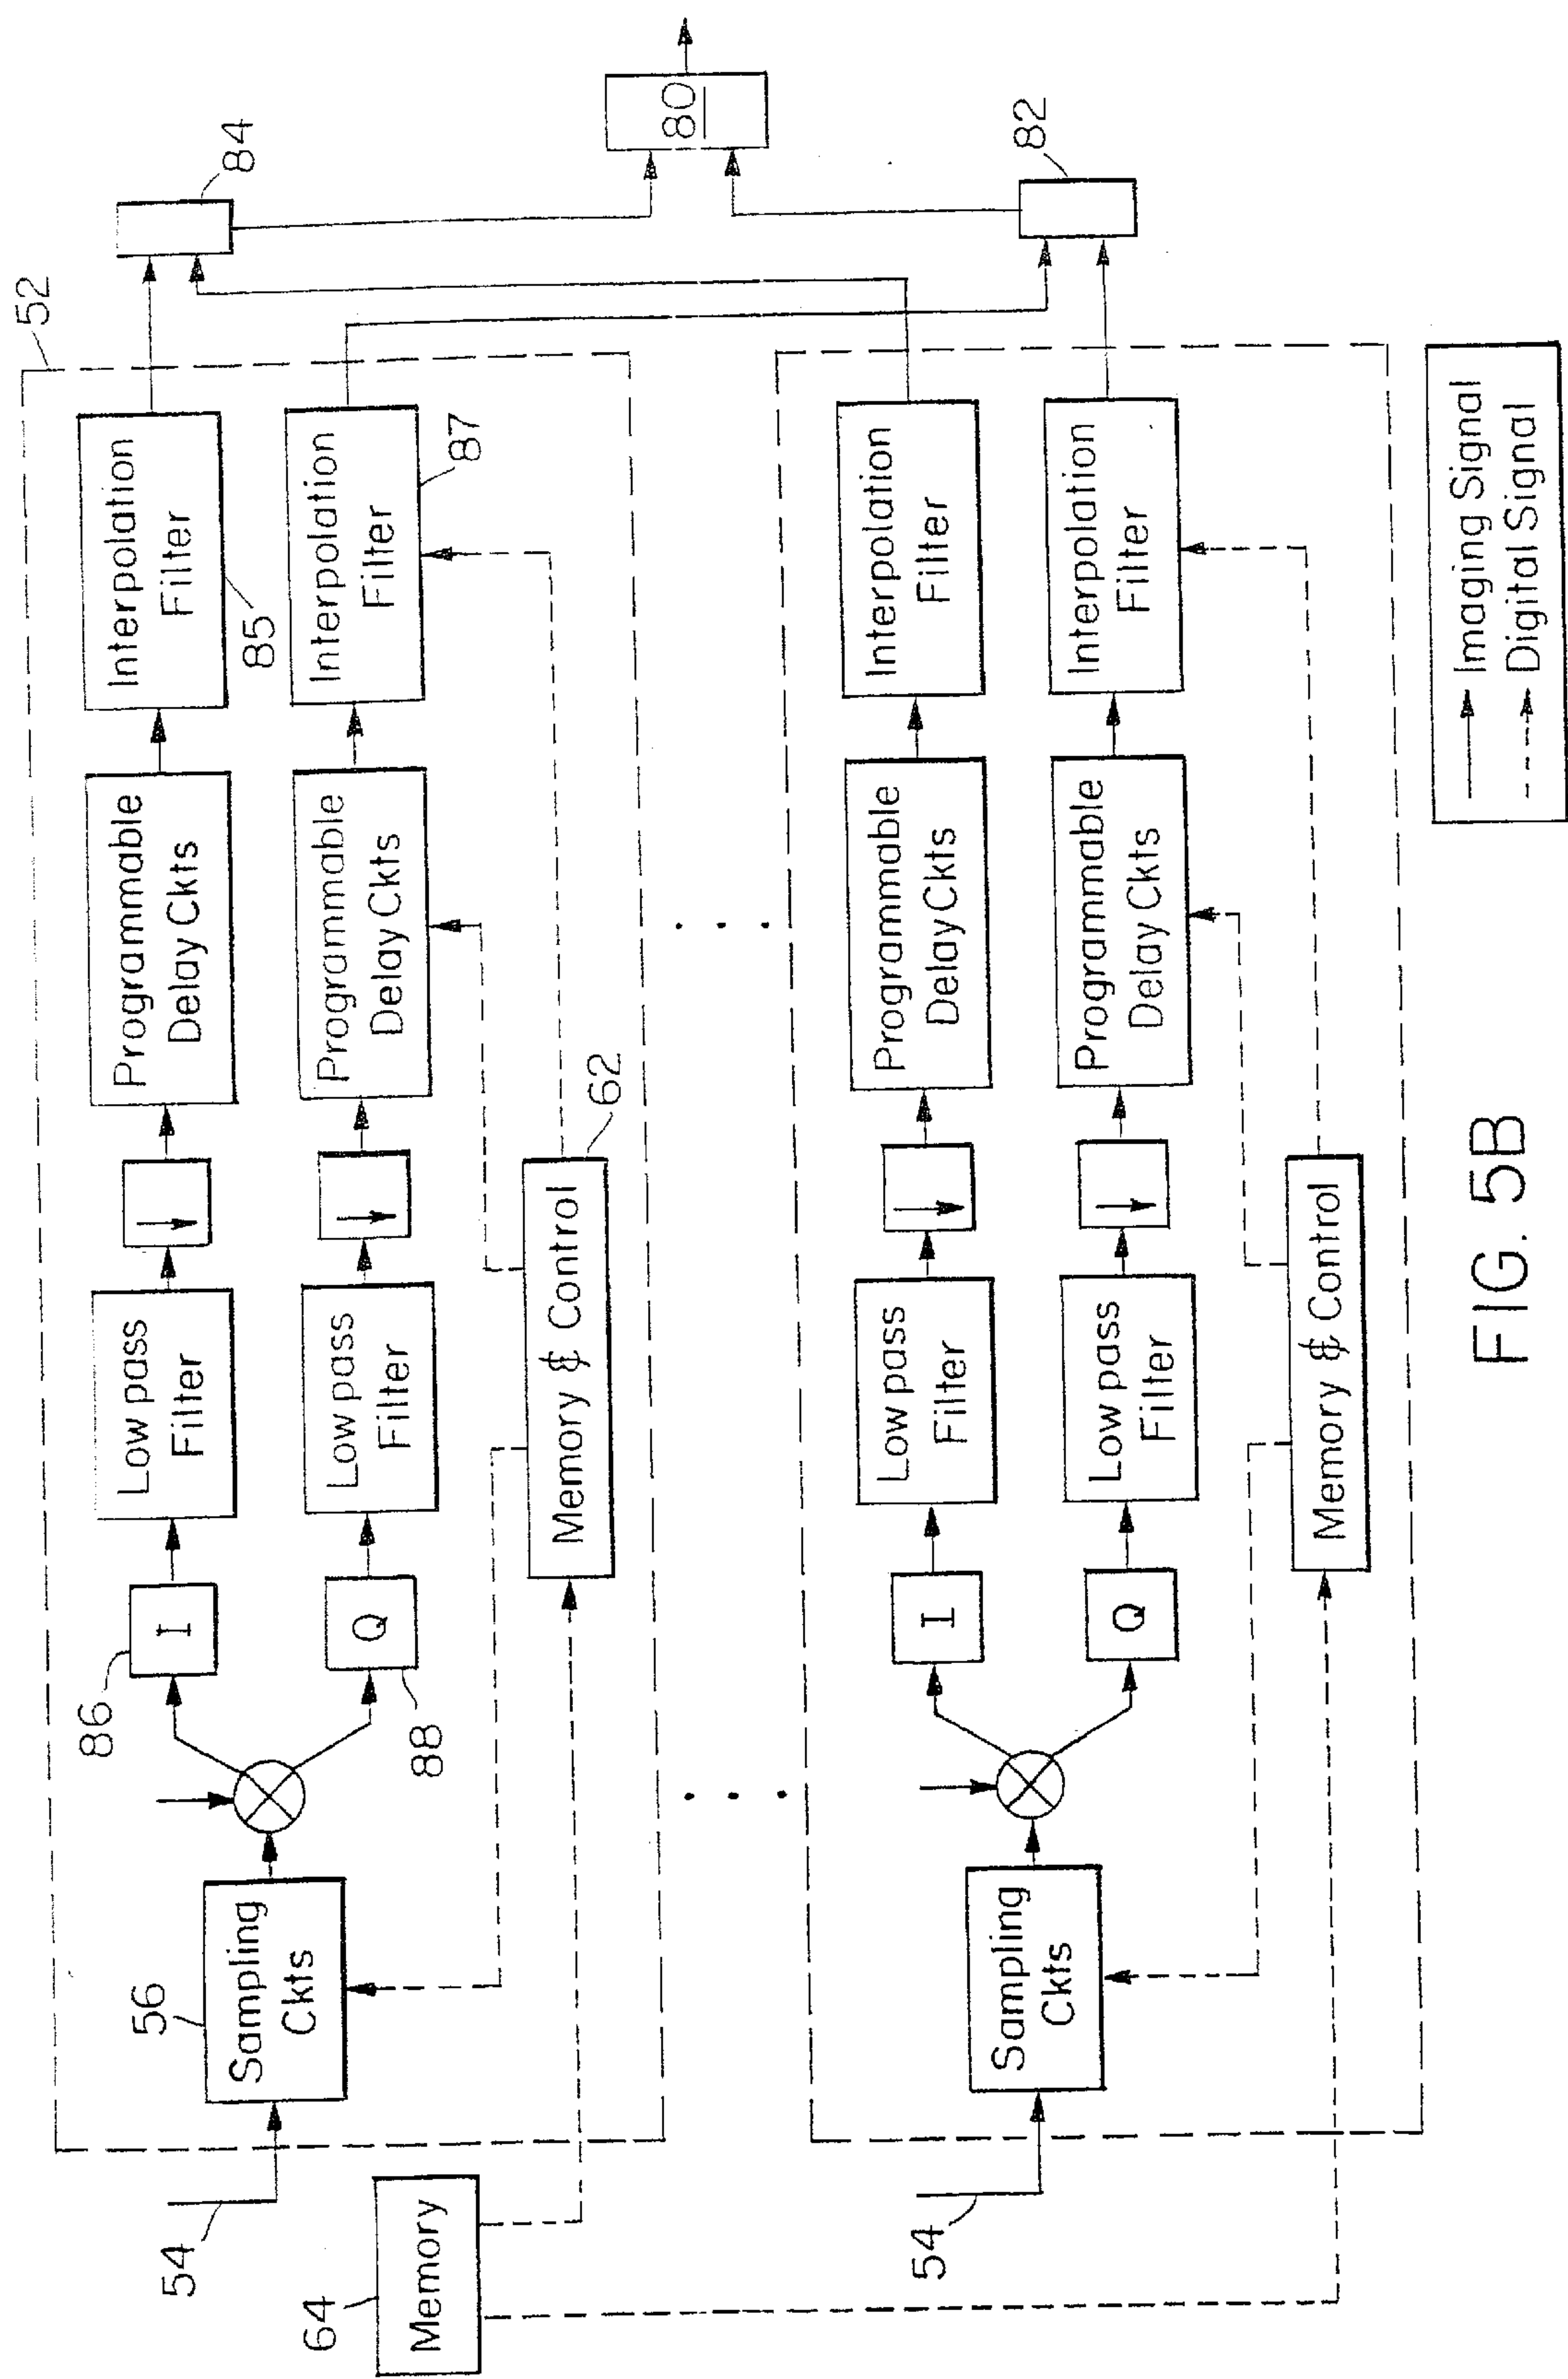 52
84
80
82
54
56
Sampling
Ckts
86
I
88
Q
Low pass
Filter
Low pass
Filter
Programmable
Delay Ckts
Programmable
Delay Ckts
Interpolation
Filter
85
Interpolation
Filter
87
Memory & Control
62
64
Memory
54
Sampling
Ckts
I
Q
Low pass
Filter
Low pass
Filter
Programmable
Delay Ckts
Programmable
Delay Ckts
Interpolation
Filter
Interpolation
Filter
Memory & Control
Imaging Signal
Digital Signal
FIG. 5B